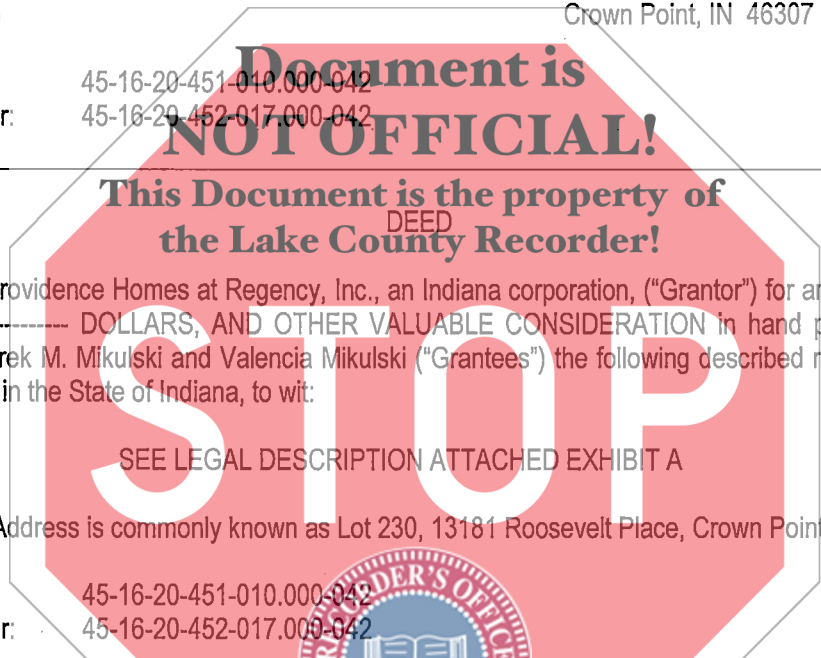 Crown Point, IN 46307
Document is
45-16-20-451-010.000-042
r: 45-16-20-452-017.000-042
NOT OFFICIAL!
This Document is the property of
DEED
the Lake County Recorder!
rovidence Homes at Regency, Inc., an Indiana corporation, ("Grantor") for an
--------- DOLLARS, AND OTHER VALUABLE CONSIDERATION in hand p
rek M. Mikulski and Valencia Mikulski ("Grantees") the following described r
in the State of Indiana, to wit:
STOP
SEE LEGAL DESCRIPTION ATTACHED EXHIBIT A
Address is commonly known as Lot 230, 13181 Roosevelt Place, Crown Point
45-16-20-451-010.000-042
r: 45-16-20-452-017.000-042
RECORDER'S OFFICE